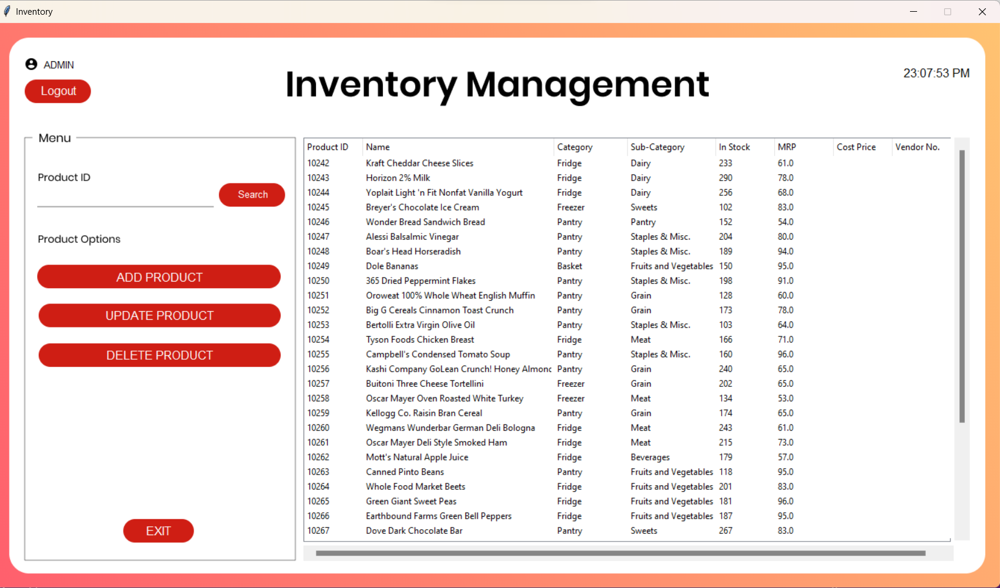 Inventory
ADMIN
Logout
Inventory Management
23:07:53 PM
Menu
Product ID
Search
Product Options
ADD PRODUCT
UPDATE PRODUCT
DELETE PRODUCT
EXIT
Product ID Name Category Sub-Category In Stock MRP Cost Price Vendor No.
10242 Kraft Cheddar Cheese Slices Fridge Dairy 233 61.0
10243 Horizon 2% Milk Fridge Dairy 290 78.0
10244 Yoplait Light 'n Fit Nonfat Vanilla Yogurt Fridge Dairy 256 68.0
10245 Breyer's Chocolate Ice Cream Freezer Sweets 102 83.0
10246 Wonder Bread Sandwich Bread Pantry Pantry 152 54.0
10247 Alessi Balsalmic Vinegar Pantry Staples & Misc. 204 80.0
10248 Boar's Head Horseradish Pantry Staples & Misc. 189 94.0
10249 Dole Bananas Basket Fruits and Vegetables 150 95.0
10250 365 Dried Peppermint Flakes Pantry Staples & Misc. 198 91.0
10251 Oroweat 100% Whole Wheat English Muffin Pantry Grain 128 60.0
10252 Big G Cereals Cinnamon Toast Crunch Pantry Grain 173 78.0
10253 Bertolli Extra Virgin Olive Oil Pantry Staples & Misc. 103 64.0
10254 Tyson Foods Chicken Breast Fridge Meat 166 71.0
10255 Campbell's Condensed Tomato Soup Pantry Staples & Misc. 160 96.0
10256 Kashi Company GoLean Crunch! Honey Almond Pantry Grain 240 65.0
10257 Buitoni Three Cheese Tortellini Freezer Grain 202 65.0
10258 Oscar Mayer Oven Roasted White Turkey Freezer Meat 134 53.0
10259 Kellogg Co. Raisin Bran Cereal Pantry Grain 174 65.0
10260 Wegmans Wunderbar German Deli Bologna Fridge Meat 243 61.0
10261 Oscar Mayer Deli Style Smoked Ham Fridge Meat 215 73.0
10262 Mott's Natural Apple Juice Fridge Beverages 179 57.0
10263 Canned Pinto Beans Pantry Fruits and Vegetables 118 95.0
10264 Whole Food Market Beets Fridge Fruits and Vegetables 201 83.0
10265 Green Giant Sweet Peas Fridge Fruits and Vegetables 181 96.0
10266 Earthbound Farms Green Bell Peppers Fridge Fruits and Vegetables 187 95.0
10267 Dove Dark Chocolate Bar Pantry Sweets 267 83.0